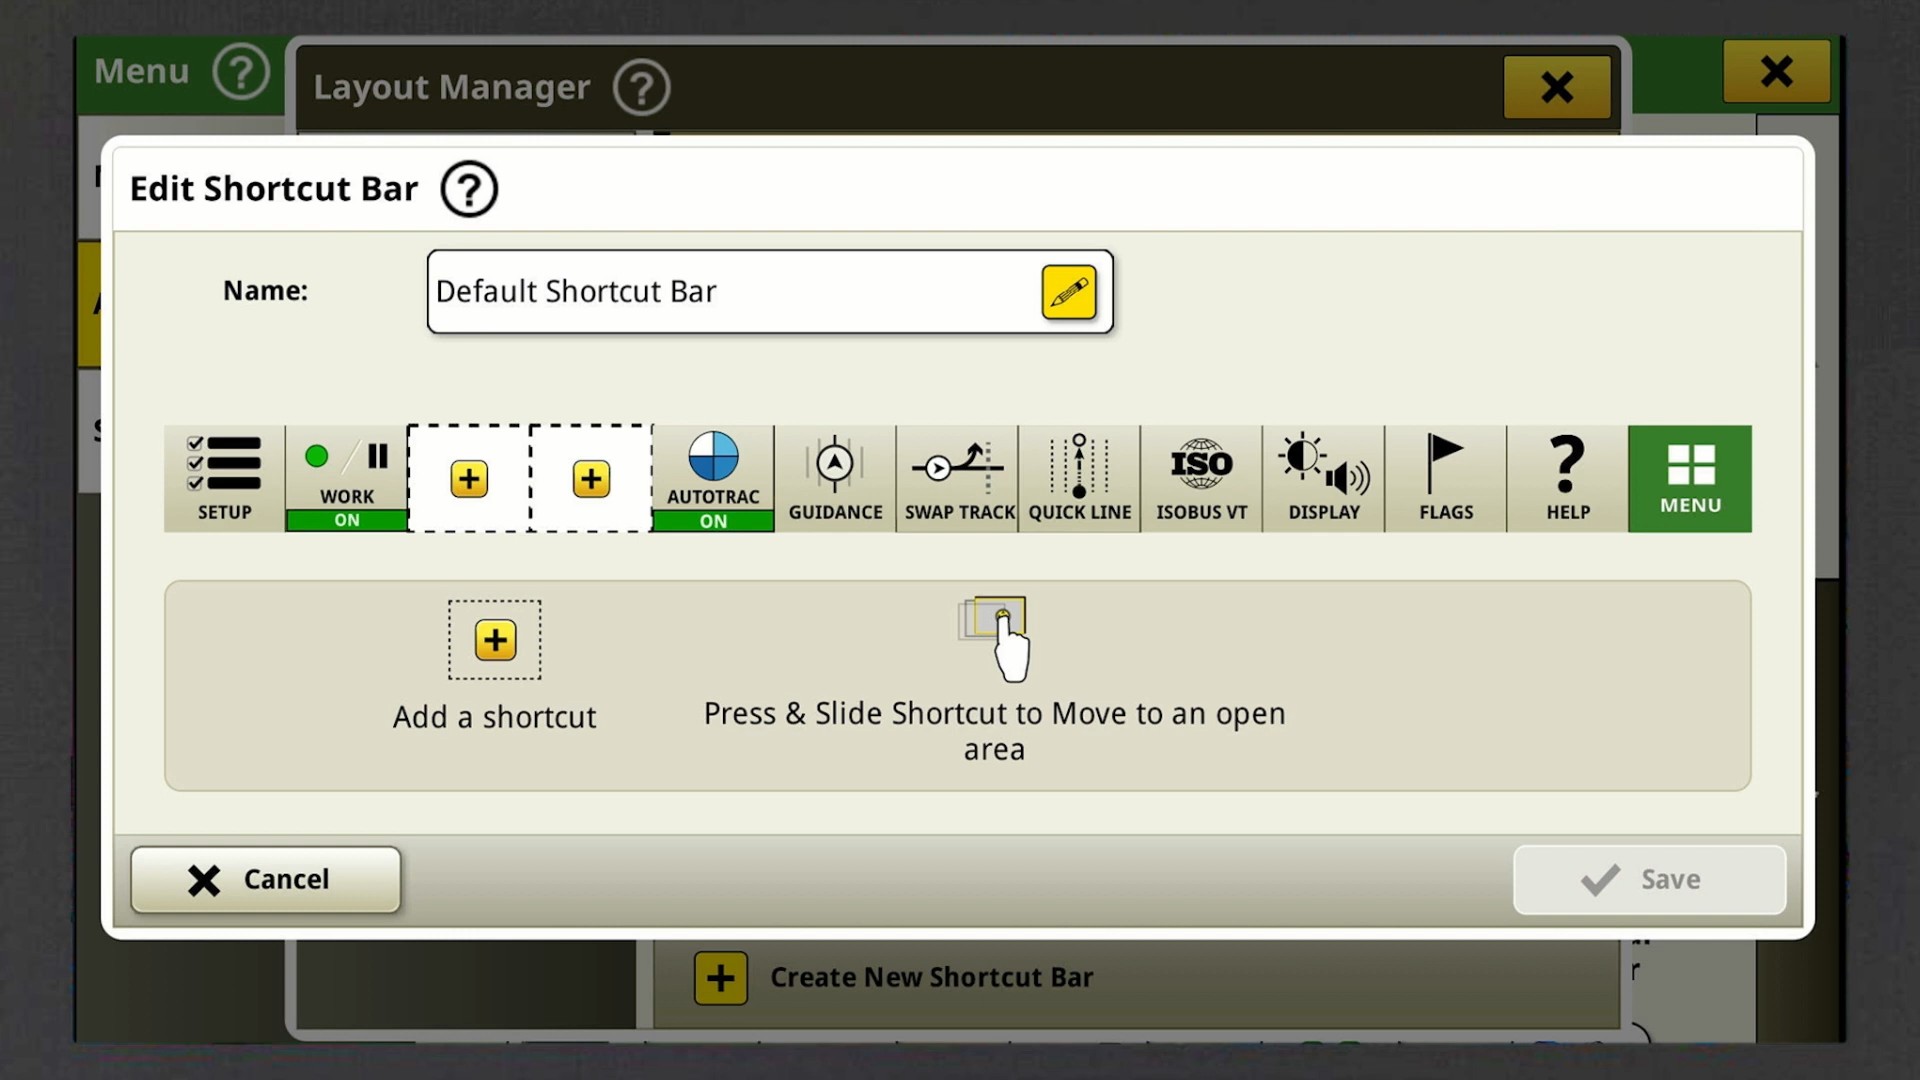 Menu ?
Layout Manager ?
Edit Shortcut Bar ?
Name:
Default Shortcut Bar
SETUP
WORK
ON
AUTOTRAC
ON
GUIDANCE
SWAP TRACK
QUICK LINE
ISO
ISOBUS VT
DISPLAY
FLAGS
?
HELP
MENU
Add a shortcut
Press & Slide Shortcut to Move to an open
area
Cancel
Save
Create New Shortcut Bar